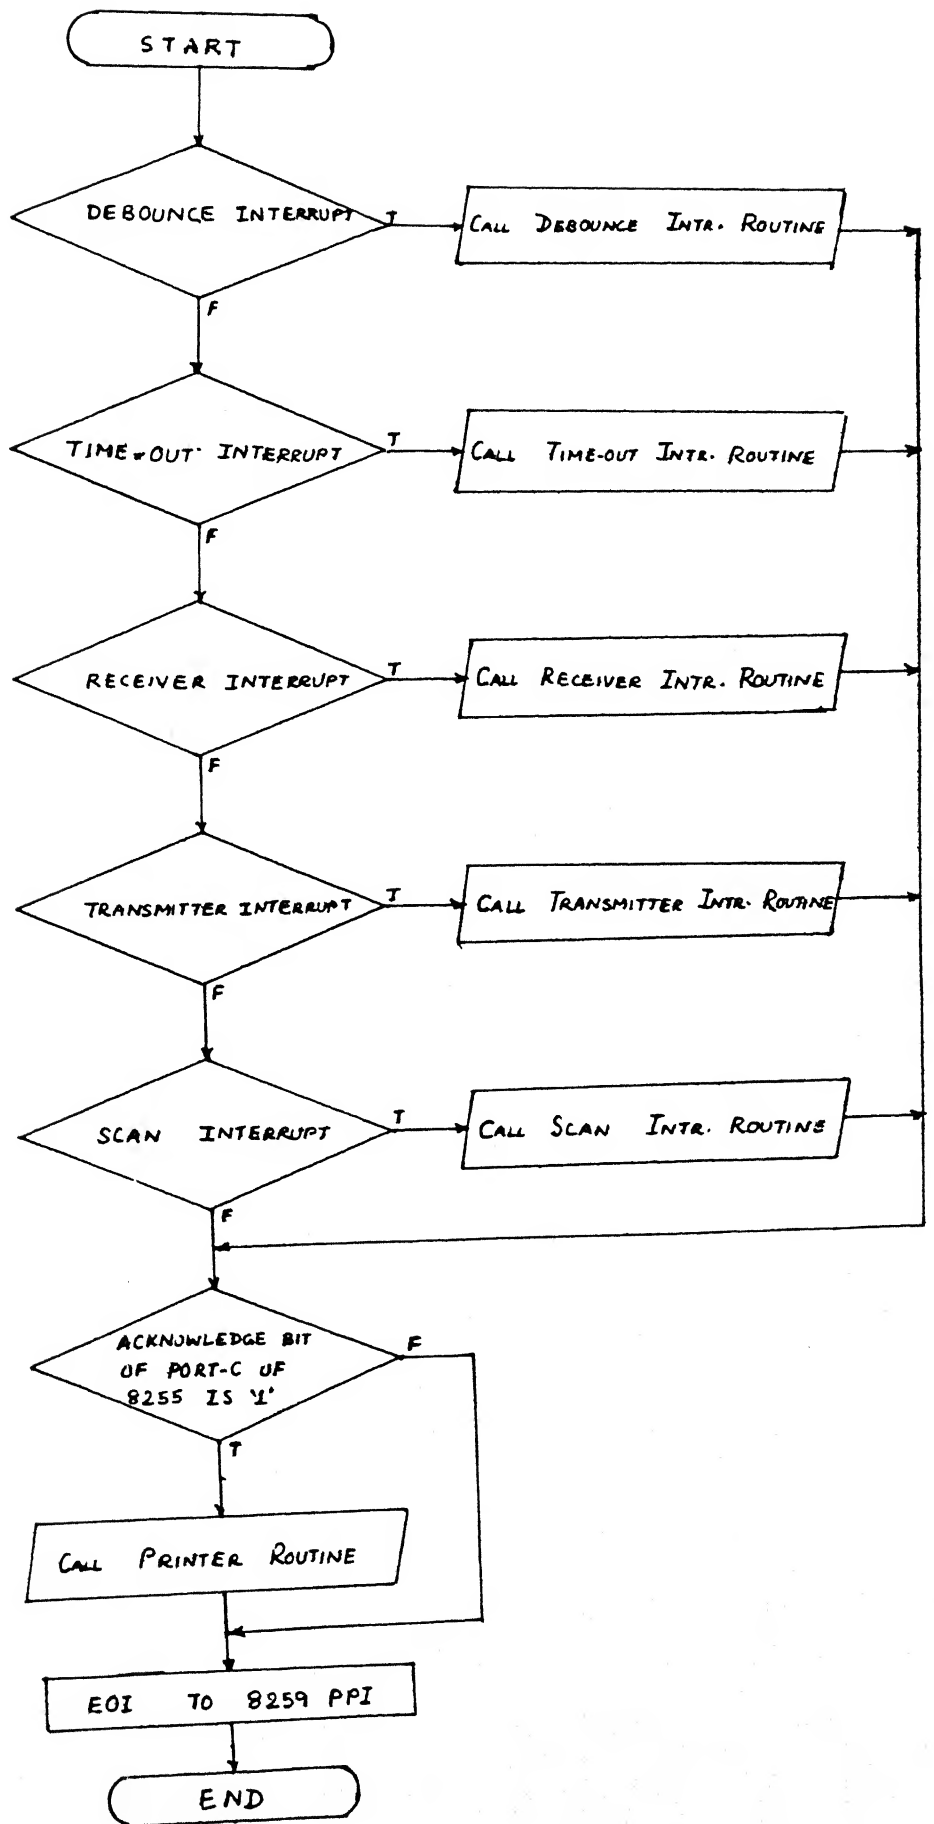 START
DEBOUNCE INTERRUPT
T
CALL DEBOUNCE INTR. ROUTINE
F
TIME-OUT INTERRUPT
T
CALL TIME-OUT INTR. ROUTINE
F
RECEIVER INTERRUPT
T
CALL RECEIVER INTR. ROUTINE
F
TRANSMITTER INTERRUPT
T
CALL TRANSMITTER INTR. ROUTINE
F
SCAN INTERRUPT
T
CALL SCAN INTR. ROUTINE
F
ACKNOWLEDGE BIT
OF PORT-C OF
8255 IS '1'
F
T
CALL PRINTER ROUTINE
EOI TO 8259 PPI
END